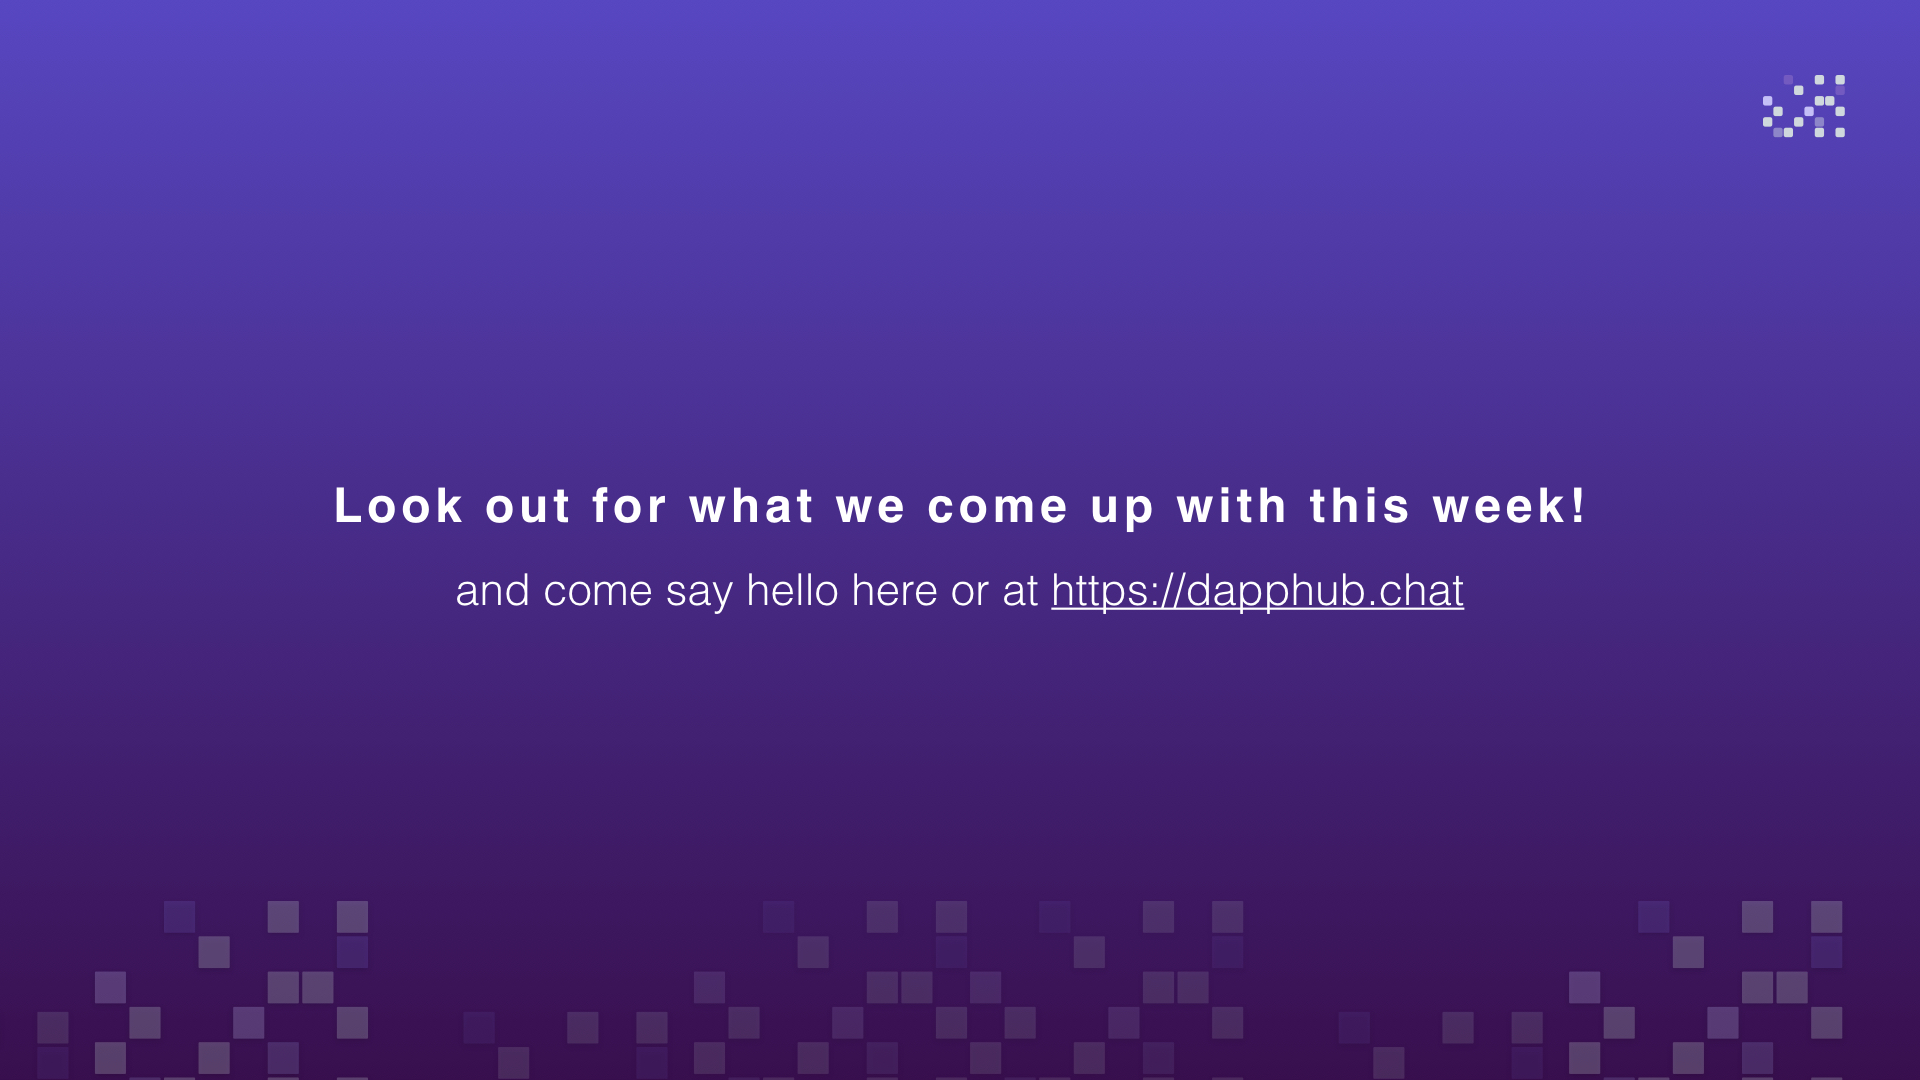 Look out for what we come up with this week!
and come say hello here or at https://dapphub.chat